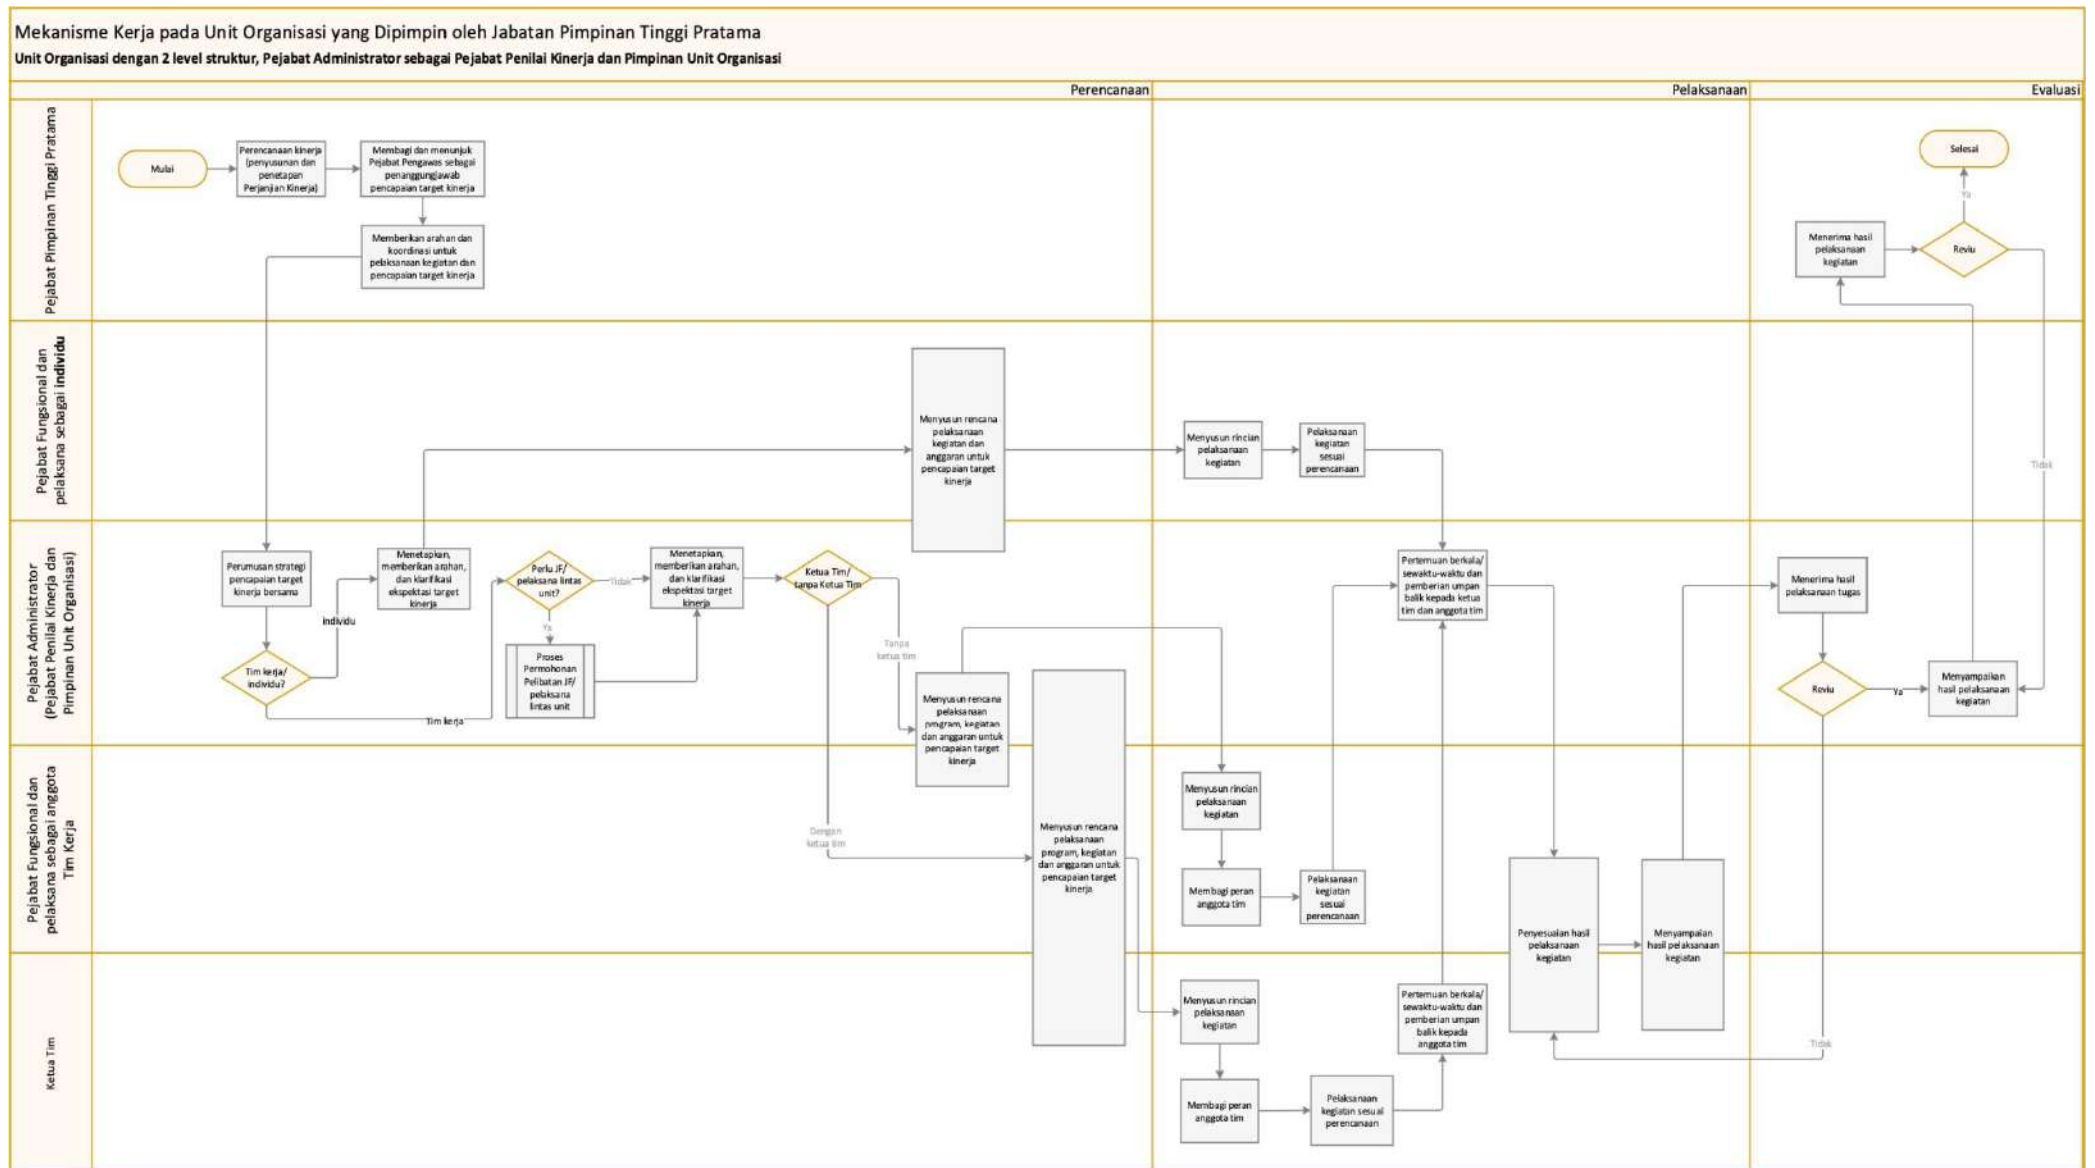 Mekanisme Kerja pada Unit Organisasi yang Dipimpin oleh Jabatan Pimpinan Tinggi Pratama
Unit Organisasi dengan 2 level struktur, Pejabat Administrator sebagai Pejabat Penilai Kinerja dan Pimpinan Unit Organisasi
Perencanaan
Pelaksanaan
Evaluasi
Pejabat Pimpinan Tinggi Pratama
Mulai
Perencanaan kinerja
(penyusunan dan
penetapan
Perjanjian Kinerja)
Membagi dan menunjuk
Pejabat Pengawas sebagai
penanggungjawab
pencapaian target kinerja
Memberikan arahan dan
koordinasi untuk
pelaksanaan kegiatan dan
pencapaian target kinerja
Selesai
Ya
Menerima hasil
pelaksanaan
kegiatan
Reviu
Tidak
Pejabat Fungsional dan
pelaksana sebagai individu
Menyusun rencana
pelaksanaan
kegiatan dan
anggaran untuk
pencapaian target
kinerja
Menyusun rincian
pelaksanaan
kegiatan
Pelaksanaan
kegiatan
sesuai
perencanaan
Pejabat Administrator
(Pejabat Penilai Kinerja dan
Pimpinan Unit Organisasi)
Perumusan strategi
pencapaian target
kinerja bersama
Tim kerja/
individu?
individu
Tim kerja
Menetapkan,
memberikan arahan,
dan klarifikasi
ekspektasi target
kinerja
Perlu JF/
pelaksana lintas
unit?
Tidak
Ya
Proses
Permohonan
Pelibatan JF/
pelaksana
lintas unit
Menetapkan,
memberikan arahan,
dan klarifikasi
ekspektasi target
kinerja
Ketua Tim/
tanpa Ketua Tim
Tanpa
ketua tim
Dengan
ketua tim
Menyusun rencana
pelaksanaan
program, kegiatan
dan anggaran untuk
pencapaian target
kinerja
Pertemuan berkala/
sewaktu-waktu dan
pemberian umpan
balik kepada ketua
tim dan anggota tim
Menerima hasil
pelaksanaan tugas
Reviu
Ya
Menyampaikan
hasil pelaksanaan
kegiatan
Tidak
Pejabat Fungsional dan
pelaksana sebagai anggota
Tim Kerja
Menyusun rencana
pelaksanaan
program, kegiatan
dan anggaran untuk
pencapaian target
kinerja
Menyusun rincian
pelaksanaan
kegiatan
Membagi peran
anggota tim
Pelaksanaan
kegiatan
sesuai
perencanaan
Penyesuaian hasil
pelaksanaan
kegiatan
Menyampaian
hasil pelaksanaan
kegiatan
Ketua Tim
Menyusun rincian
pelaksanaan
kegiatan
Membagi peran
anggota tim
Pelaksanaan
kegiatan sesuai
perencanaan
Pertemuan berkala/
sewaktu-waktu dan
pemberian umpan
balik kepada
anggota tim